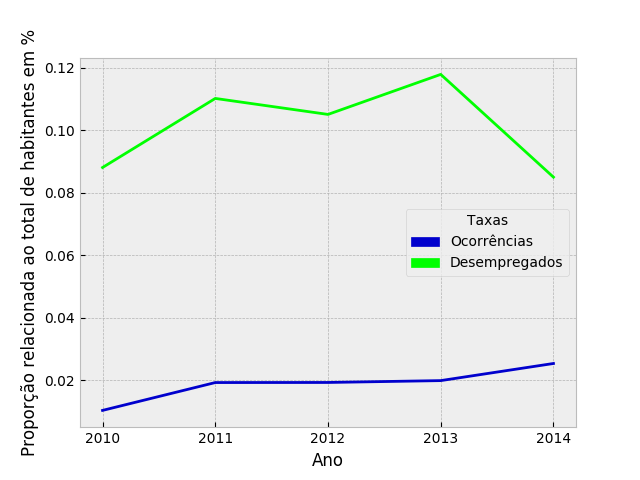 Proporção relacionada ao total de habitantes em %
0.12
0.10
0.08
0.06
0.04
0.02
Taxas
Ocorrências
Desempregados
2010 2011 2012 2013 2014
Ano